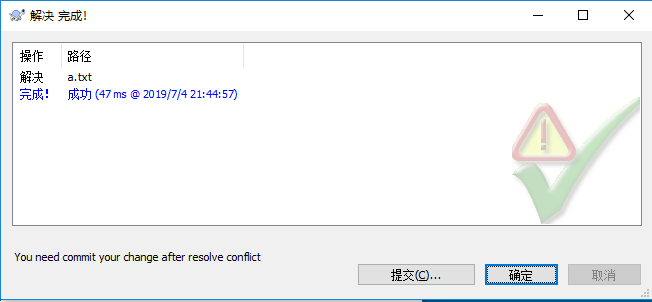 解决 完成!
操作 路径
解决 a.txt
完成! 成功 (47 ms @ 2019/7/4 21:44:57)
You need commit your change after resolve conflict
提交(C)... 确定 取消